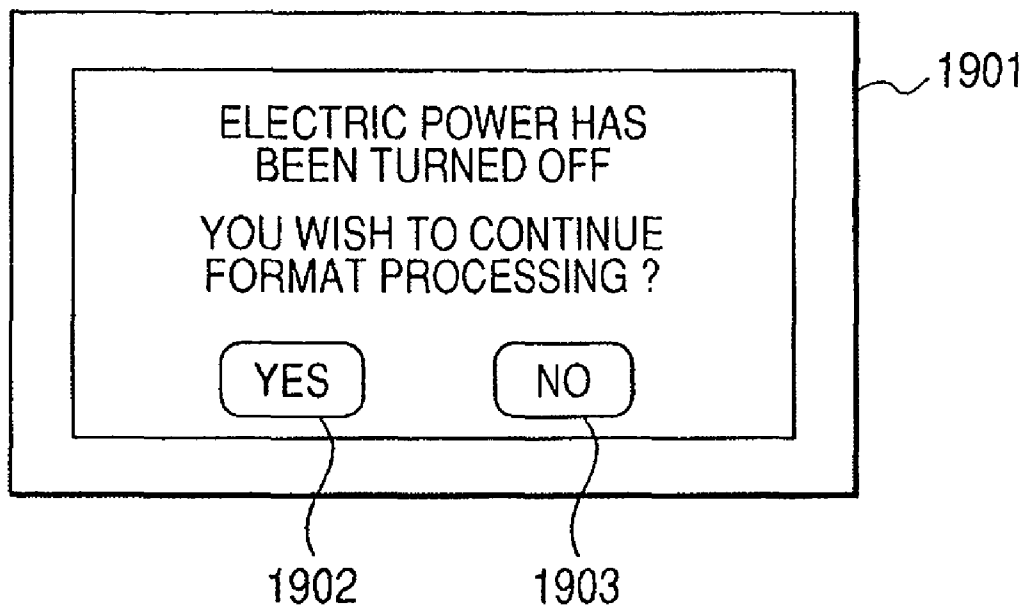 1901
ELECTRIC POWER HAS
BEEN TURNED OFF
YOU WISH TO CONTINUE
FORMAT PROCESSING ?
YES NO
1902 1903